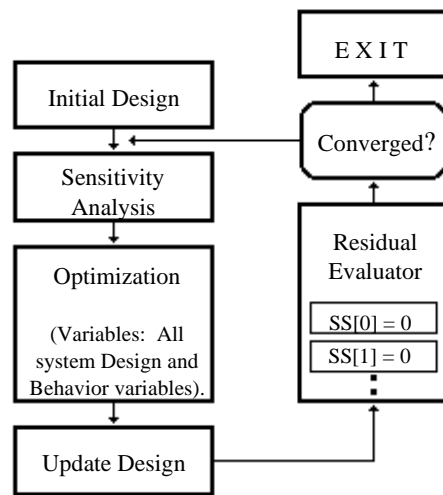 Initial Design
Sensitivity
Analysis
Optimization
(Variables: All
system Design and
Behavior variables).
Update Design
E X I T
Converged?
Residual
Evaluator
SS[0] = 0
SS[1] = 0